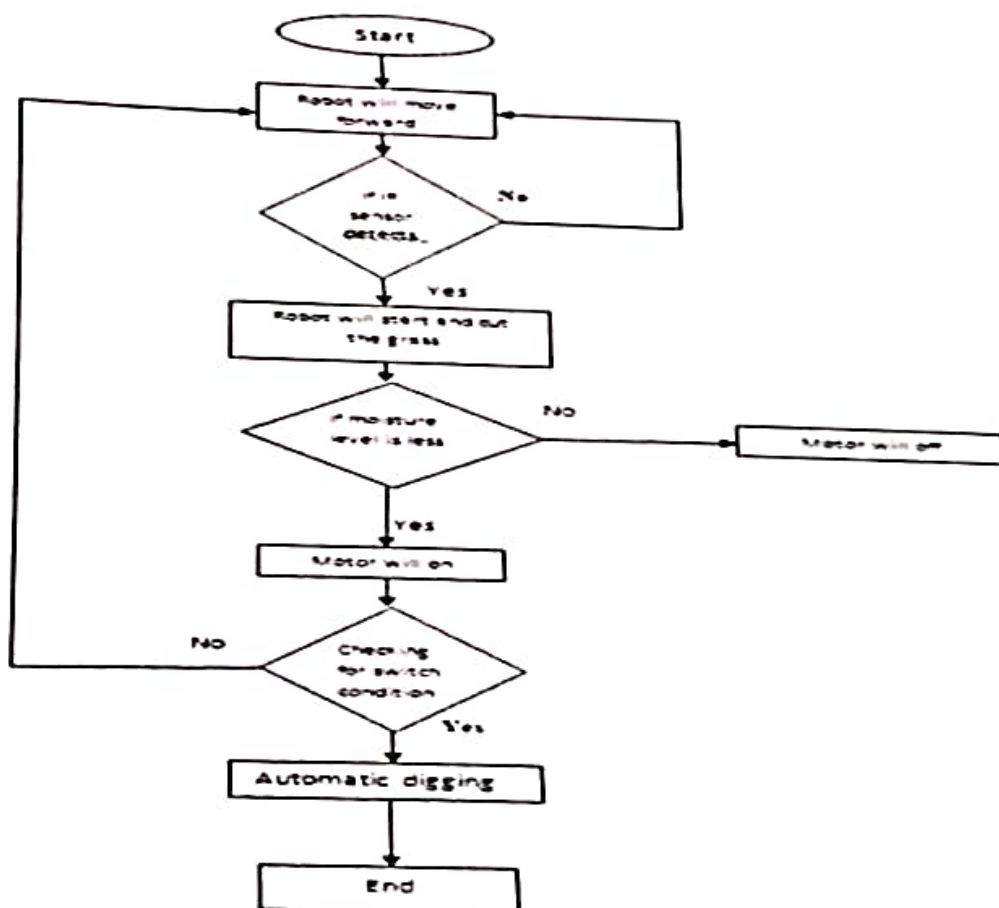 Start
Robot will move
forward
If IR
sensor
detects..
No
Yes
Robot will start and cut
the grass
If moisture
level is less
No
Motor will off
Yes
Motor will on
No
Checking
for switch
condition
Yes
Automatic digging
End